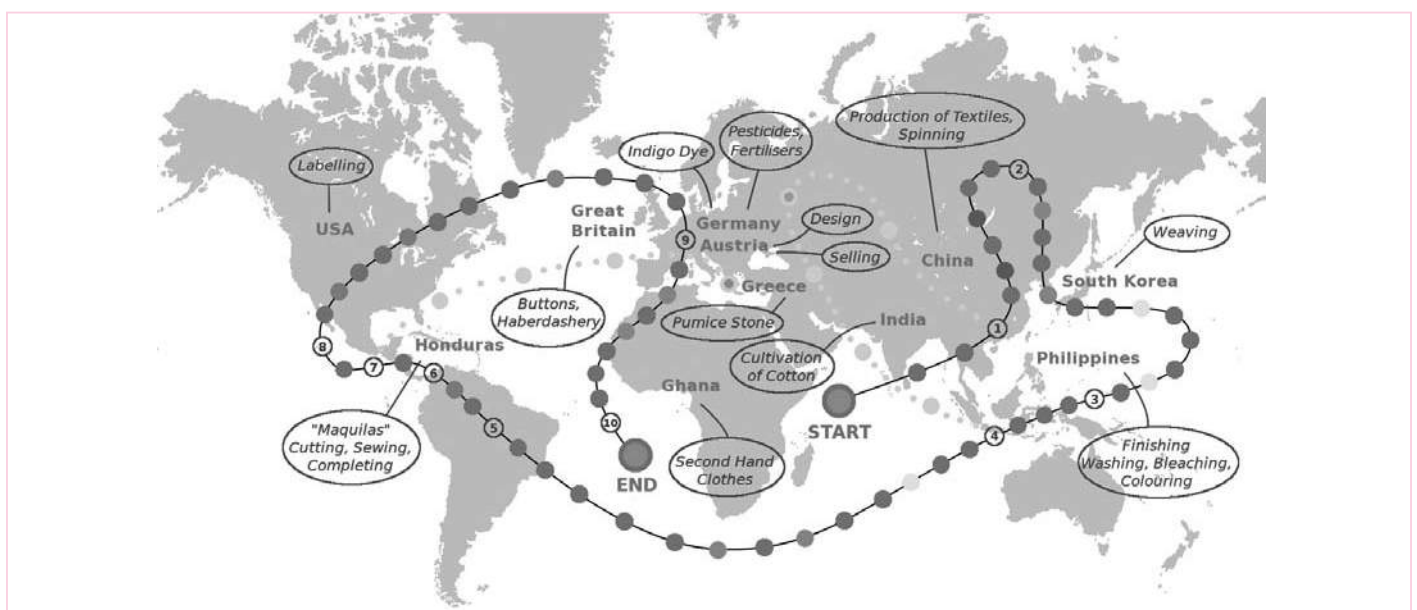 Production of Textiles,
Spinning
Pesticides,
Fertilisers
Indigo Dye
Labelling
2
USA
Great
Britain
Germany
Austria
Design
Selling
9
China
Weaving
South Korea
Greece
Buttons,
Haberdashery
Pumice Stone
India
1
8
7
Honduras
6
Cultivation
of Cotton
Philippines
Ghana
3
START
10
5
4
"Maquilas"
Cutting, Sewing,
Completing
END
Second Hand
Clothes
Finishing
Washing, Bleaching,
Colouring